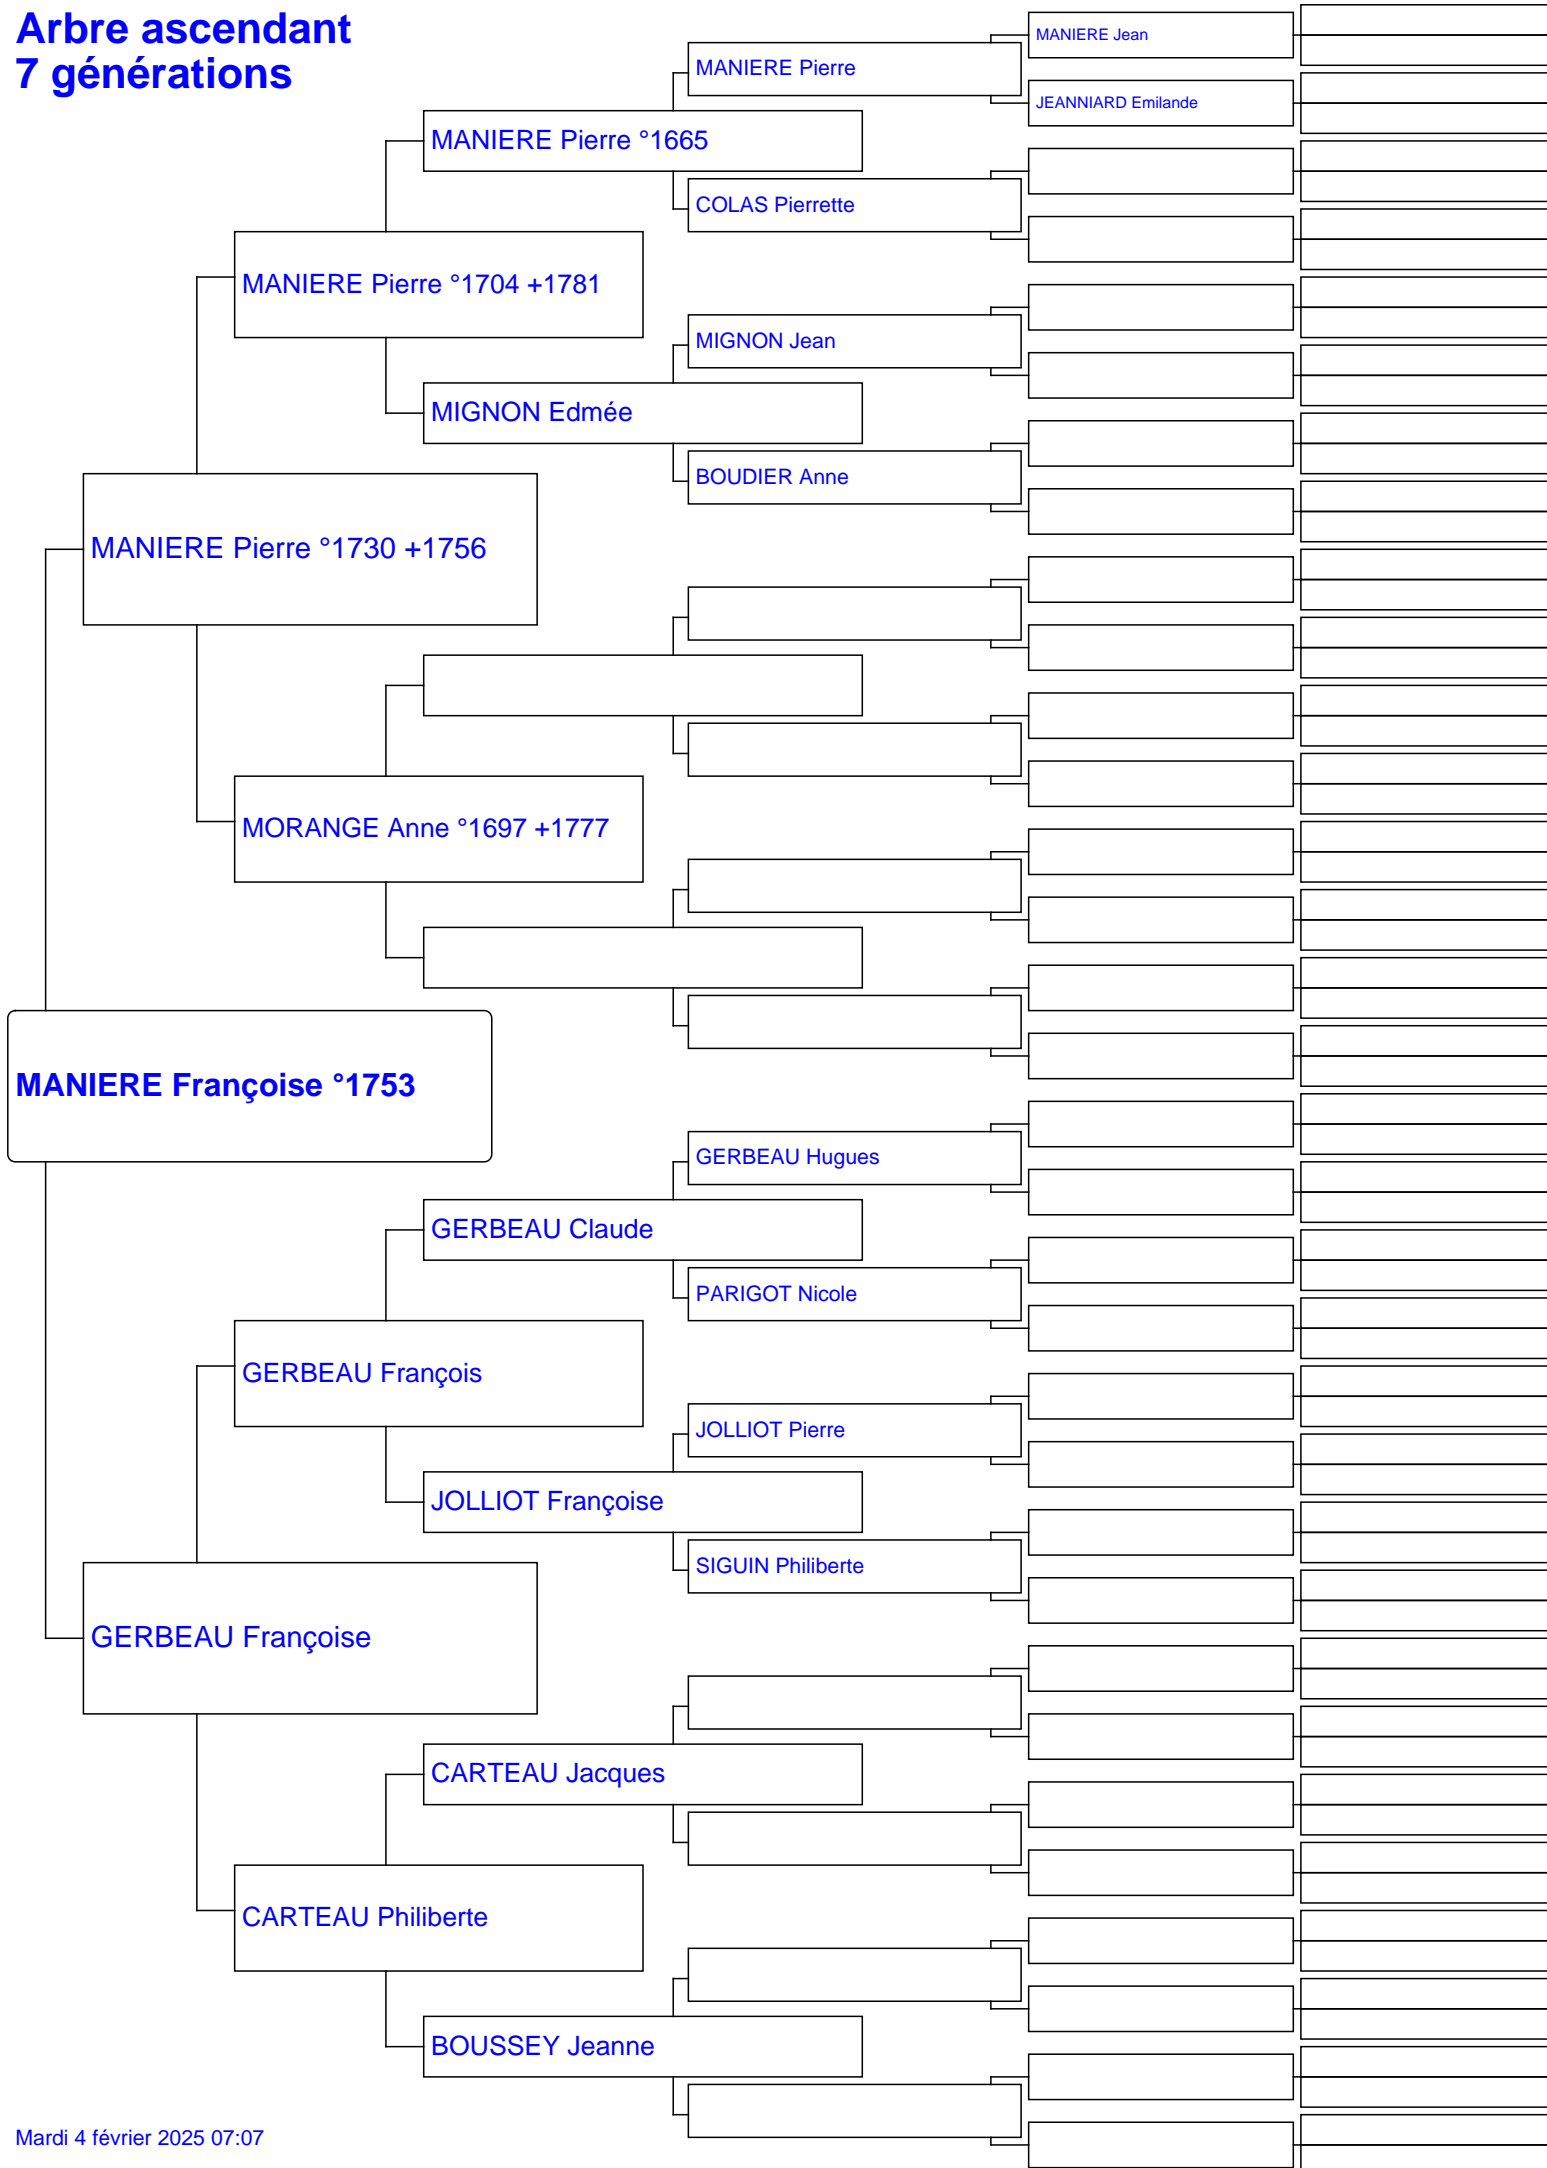 Arbre ascendant
7 générations
MANIERE Jean
MANIERE Pierre
JEANNIARD Emilande
MANIERE Pierre °1665
COLAS Pierrette
MANIERE Pierre °1704 +1781
MIGNON Jean
MIGNON Edmée
BOUDIER Anne
MANIERE Pierre °1730 +1756
MORANGE Anne °1697 +1777
MANIERE Françoise °1753
GERBEAU Hugues
GERBEAU Claude
PARIGOT Nicole
GERBEAU François
JOLLIOT Pierre
JOLLIOT Françoise
SIGUIN Philiberte
GERBEAU Françoise
CARTEAU Jacques
CARTEAU Philiberte
BOUSSEY Jeanne
Mardi 4 février 2025 07:07